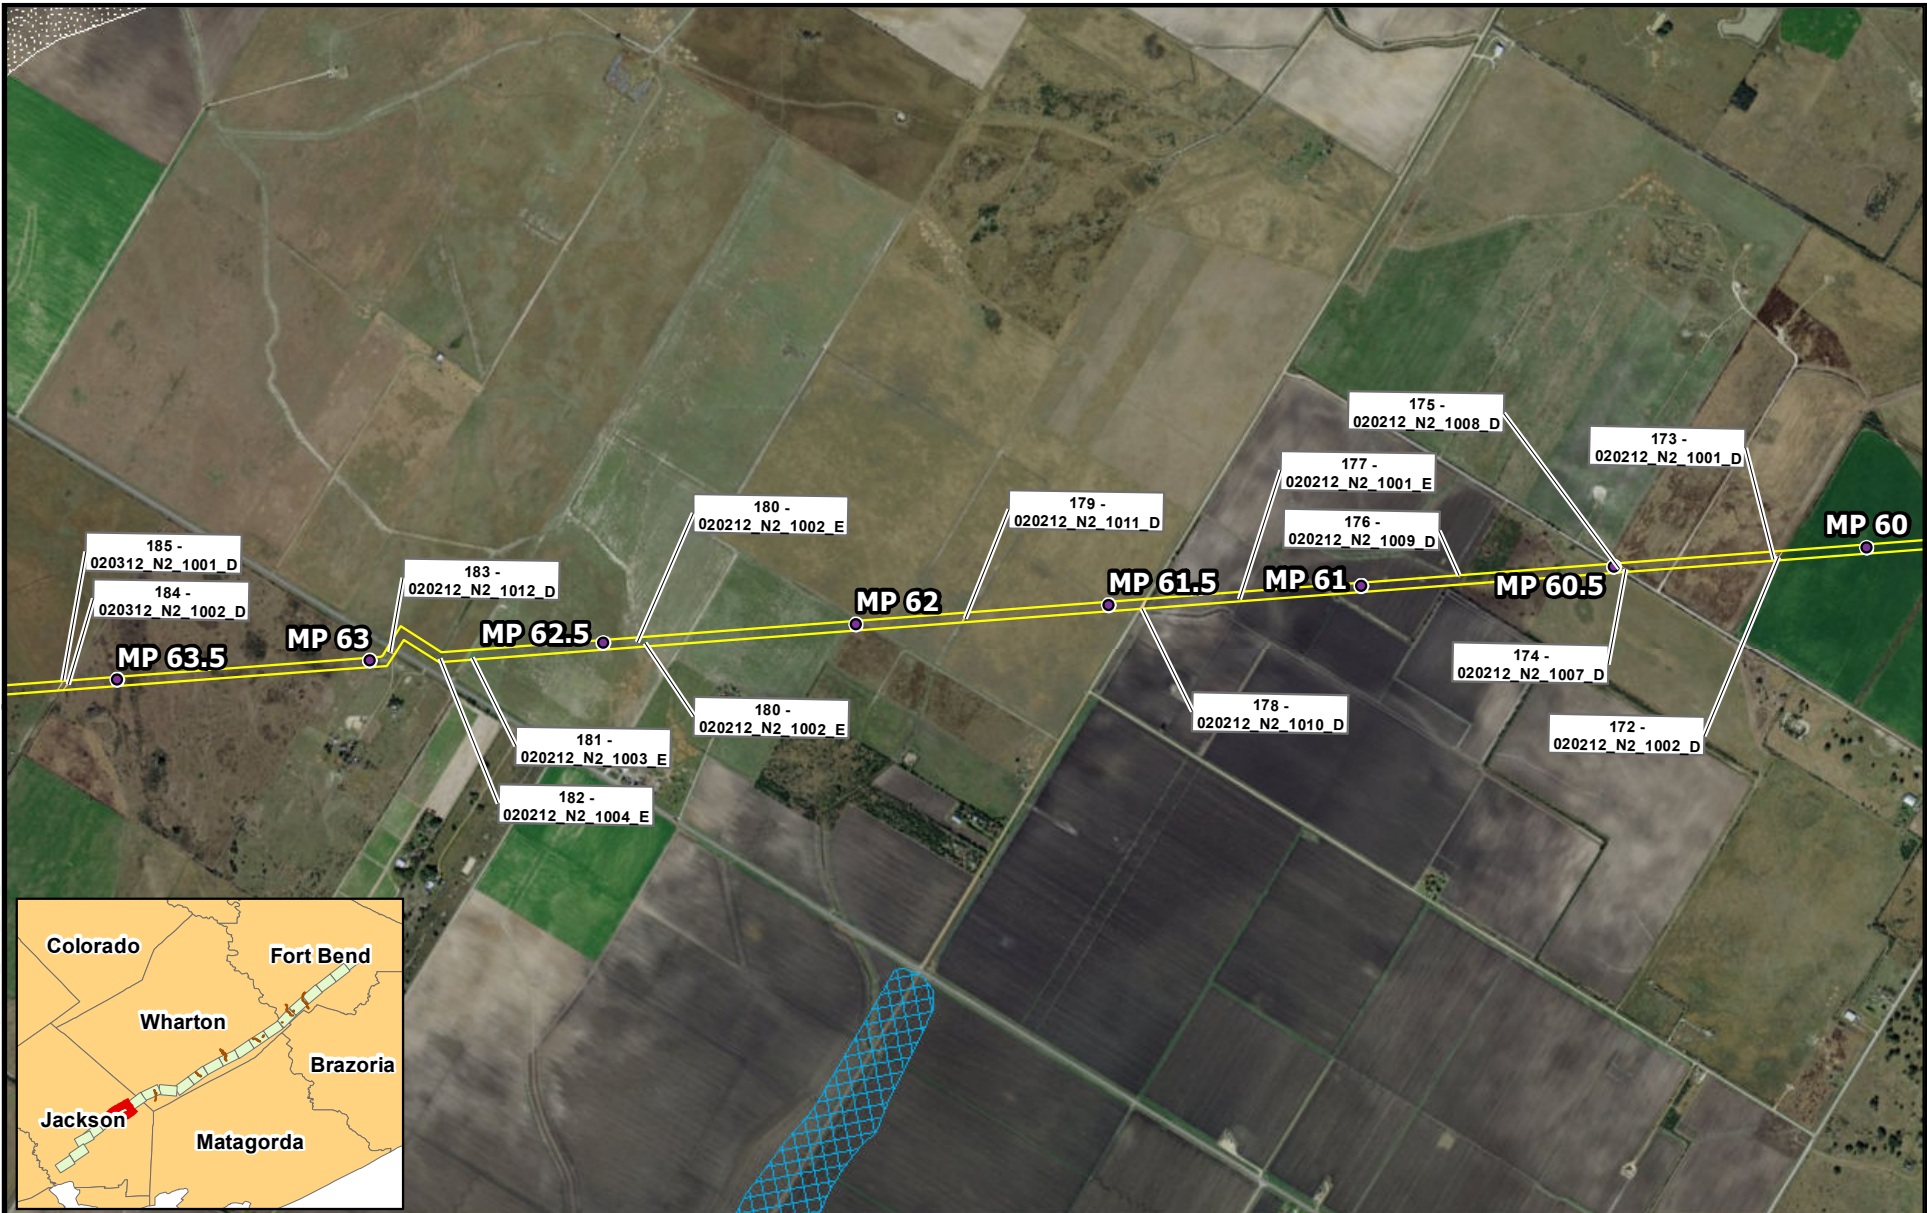 175 -
020212_N2_1008_D
173 -
020212_N2_1001_D
177 -
020212_N2_1001_E
180 -
020212_N2_1002_E
179 -
020212_N2_1011_D
176 -
020212_N2_1009_D
MP 60
185 -
020312_N2_1001_D
183 -
020212_N2_1012_D
184 -
020312_N2_1002_D
MP 61.5
MP 61
MP 60.5
MP 62
MP 62.5
MP 63
MP 63.5
174 -
020212_N2_1007_D
178 -
020212_N2_1010_D
180 -
020212_N2_1002_E
172 -
020212_N2_1002_D
181 -
020212_N2_1003_E
182 -
020212_N2_1004_E
Colorado
Fort Bend
Wharton
Brazoria
Jackson
Matagorda